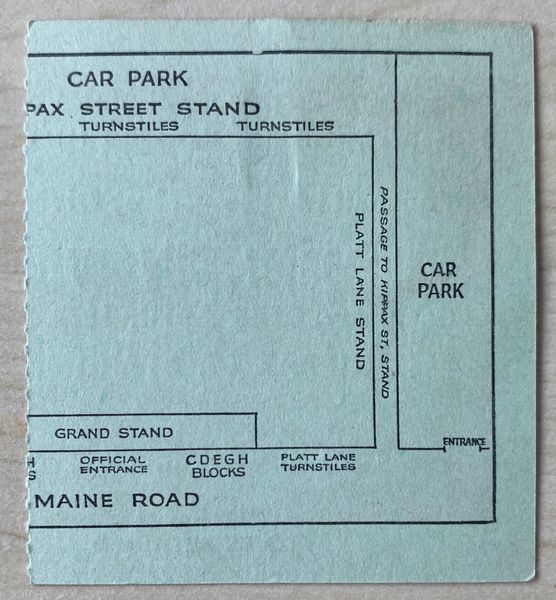 CAR PARK
PAX STREET STAND
TURNSTILES TURNSTILES
PLATT LANE STAND
PASSAGE TO KIPPAX ST, STAND
CAR
PARK
ENTRANCE
GRAND STAND
H
S
OFFICIAL
ENTRANCE
CDEGH
BLOCKS
PLATT LANE
TURNSTILES
MAINE ROAD